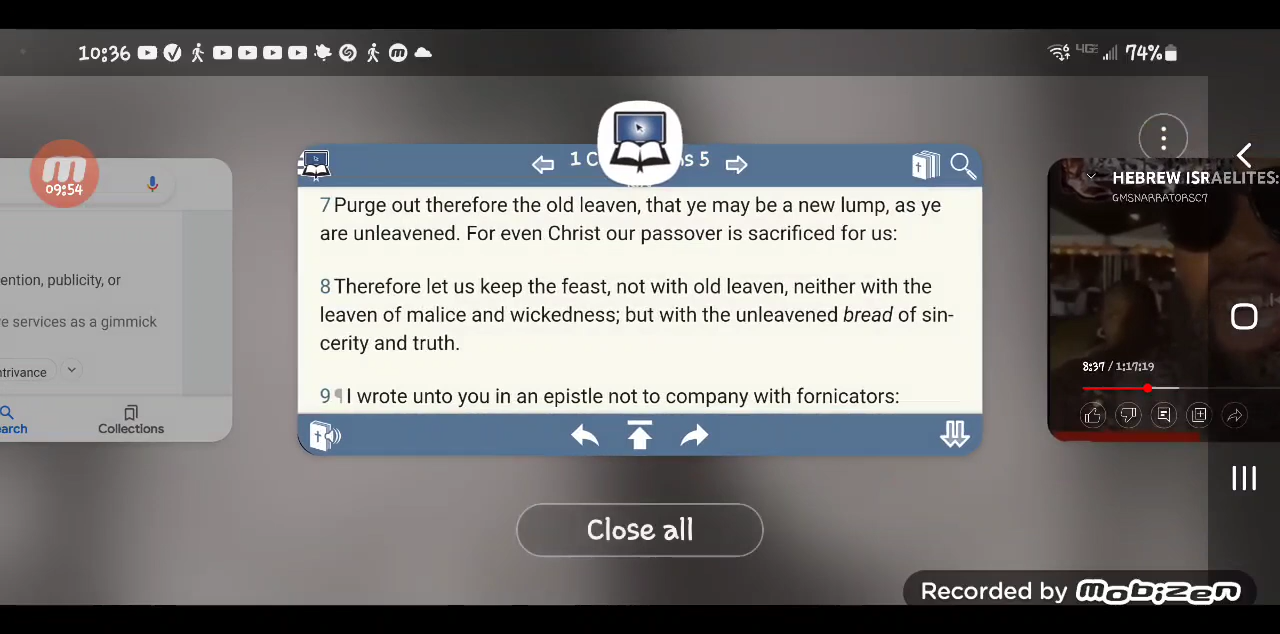 10:36
4GE
74%
09:54
1 C s 5
HEBREW ISRAELITES:
GMSNARRATORSC7
7 Purge out therefore the old leaven, that ye may be a new lump, as ye
are unleavened. For even Christ our passover is sacrificed for us:
ention, publicity, or
8 Therefore let us keep the feast, not with old leaven, neither with the
leaven of malice and wickedness; but with the unleavened bread of sin-
cerity and truth.
e services as a gimmick
ntrivance
8:37 / 1:17:19
9 ¶ I wrote unto you in an epistle not to company with fornicators:
earch
Collections
Close all
Recorded by mobizen